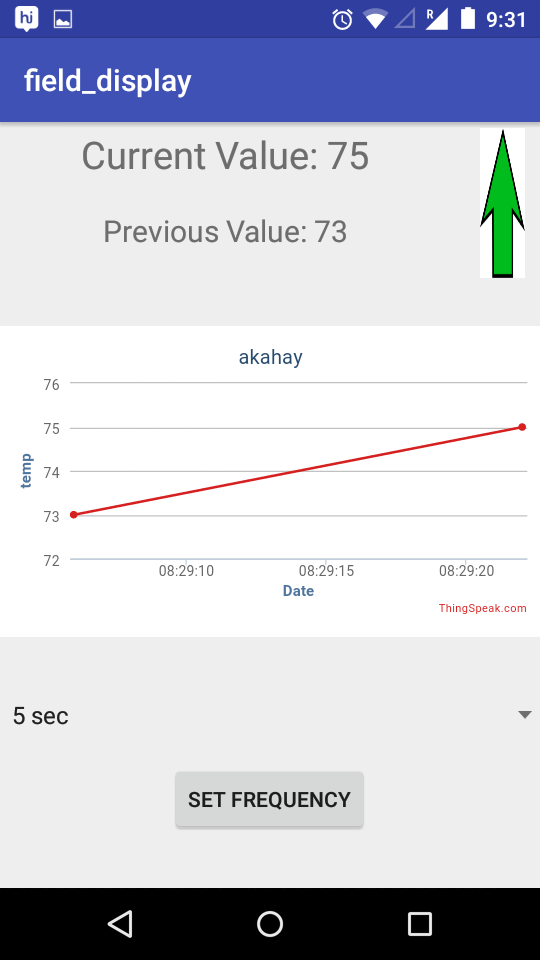 hj
R
9:31
field_display
Current Value: 75
Previous Value: 73
akahay
76
75
74
73
72
temp
08:29:10
08:29:15
08:29:20
Date
ThingSpeak.com
5 sec
SET FREQUENCY